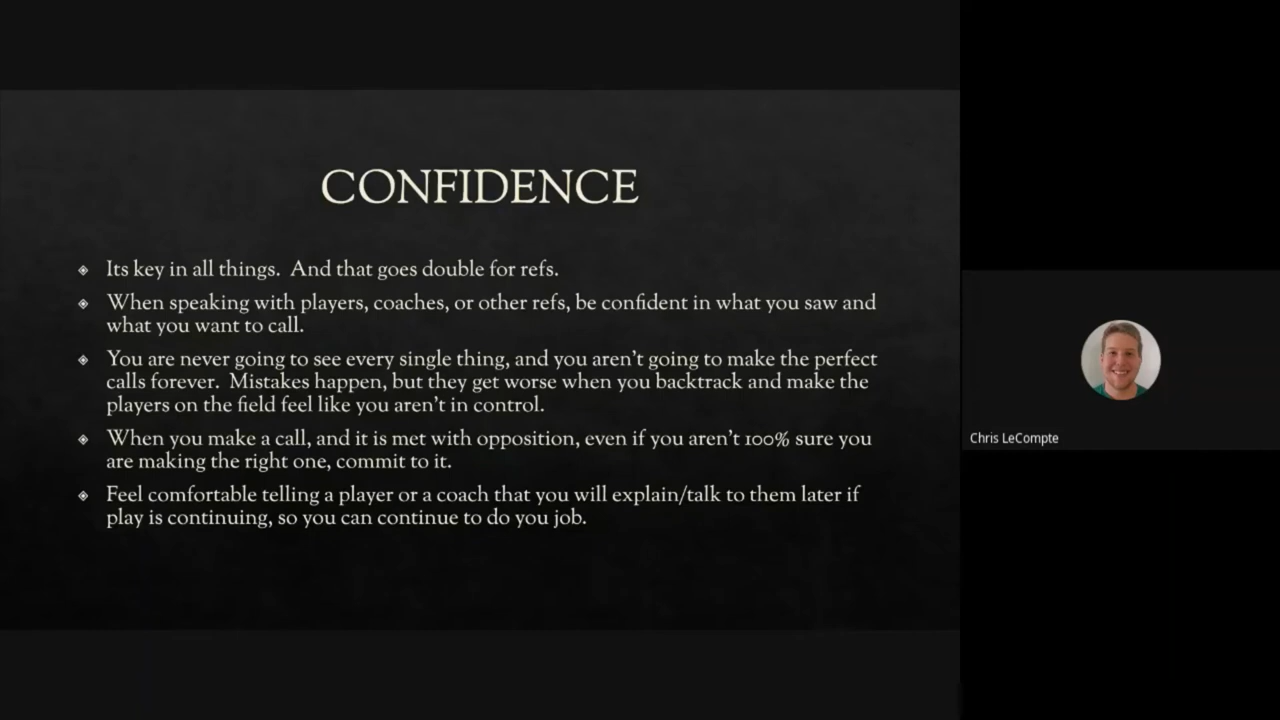 CONFIDENCE
Its key in all things. And that goes double for refs.
When speaking with players, coaches, or other refs, be confident in what you saw and
what you want to call.
You are never going to see every single thing, and you aren't going to make the perfect
calls forever. Mistakes happen, but they get worse when you backtrack and make the
players on the field feel like you aren't in control.
When you make a call, and it is met with opposition, even if you aren't 100% sure you
are making the right one, commit to it.
Feel comfortable telling a player or a coach that you will explain/talk to them later if
play is continuing, so you can continue to do you job.
Chris LeCompte